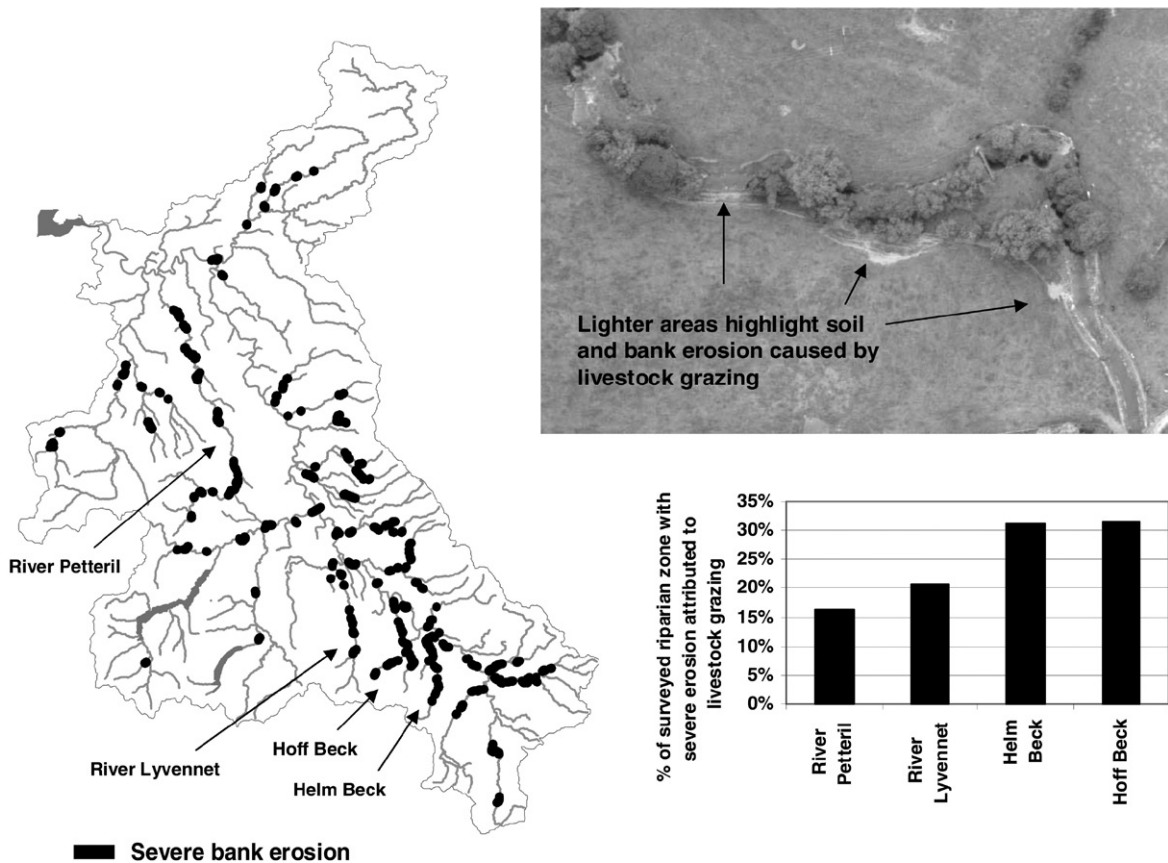 River Petteril
River Lyvennet
Hoff Beck
Helm Beck
Severe bank erosion
Lighter areas highlight soil
and bank erosion caused by
livestock grazing
% of surveyed riparian zone with
severe erosion attributed to
livestock grazing
35%
30%
25%
20%
15%
10%
5%
0%
River
Petteril
River
Lyvennet
Helm
Beck
Hoff Beck